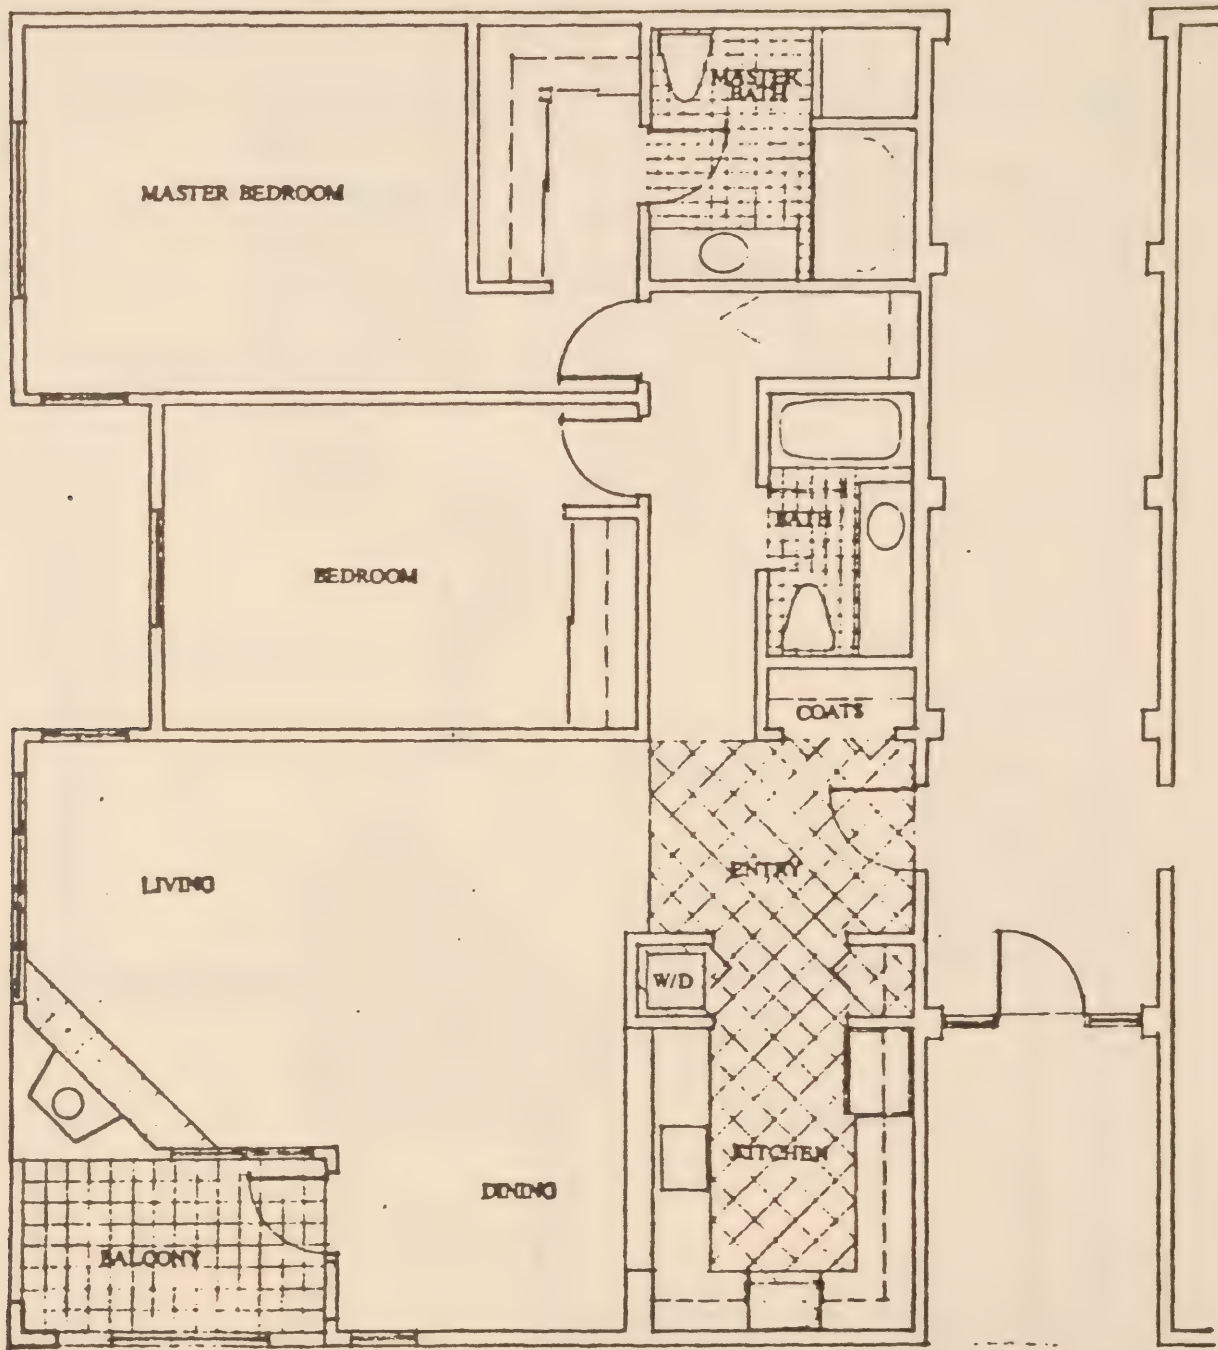 MASTER
BATH
MASTER BEDROOM
BATH
BEDROOM
COATS
ENTRY
LIVING
W/D
KITCHEN
DINING
BALCONY